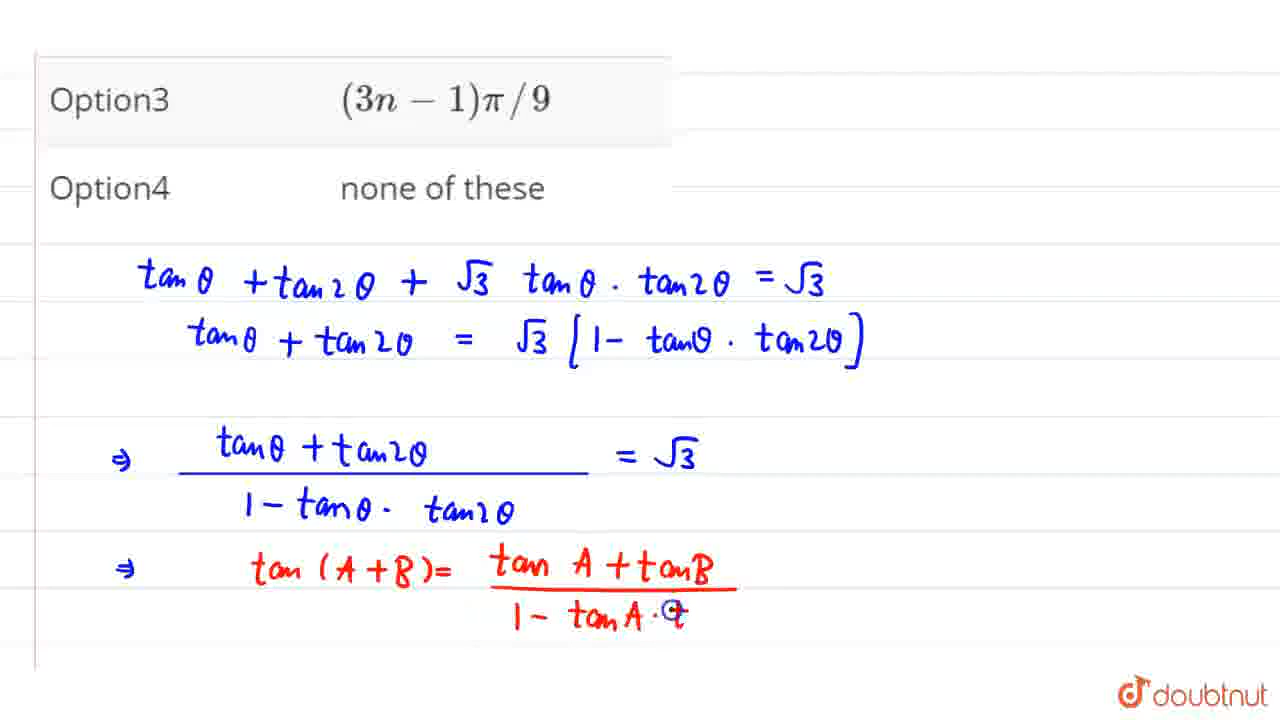 Option3 (3n − 1)π/9
Option4 none of these
tan θ + tan 2θ + √3 tan θ · tan 2θ = √3
tan θ + tan 2θ = √3 [1 - tan θ · tan 2θ]
⇒ tan θ + tan 2θ = √3
1 - tan θ · tan 2θ
⇒ tan (A + B) = tan A + tan B
1 - tan A · t
doubtnut